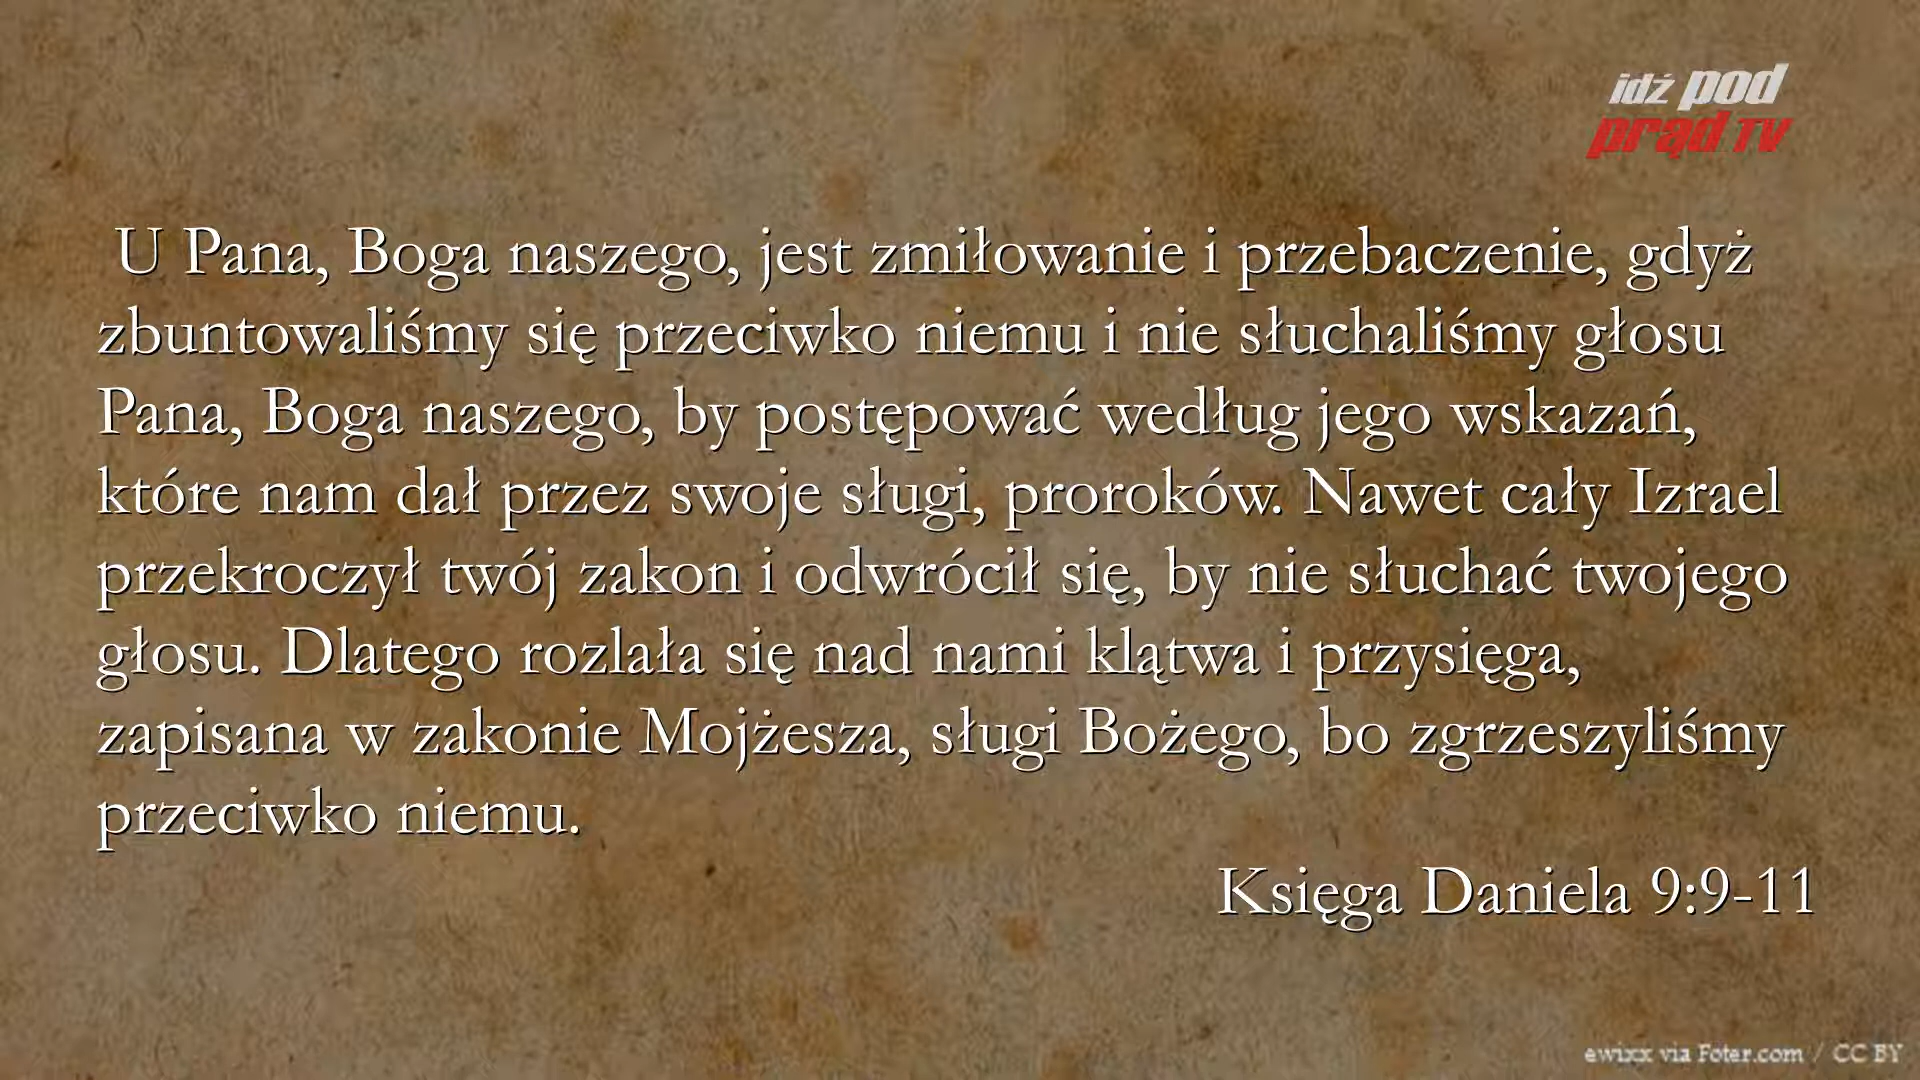 idź pod
prąd TV
U Pana, Boga naszego, jest zmiłowanie i przebaczenie, gdyż
zbuntowaliśmy się przeciwko niemu i nie słuchaliśmy głosu
Pana, Boga naszego, by postępować według jego wskazań,
które nam dał przez swoje sługi, proroków. Nawet cały Izrael
przekroczył twój zakon i odwrócił się, by nie słuchać twojego
głosu. Dlatego rozlała się nad nami klątwa i przysięga,
zapisana w zakonie Mojżesza, sługi Bożego, bo zgrzeszyliśmy
przeciwko niemu.
Księga Daniela 9:9-11
ewixx via Foter.com / CC BY